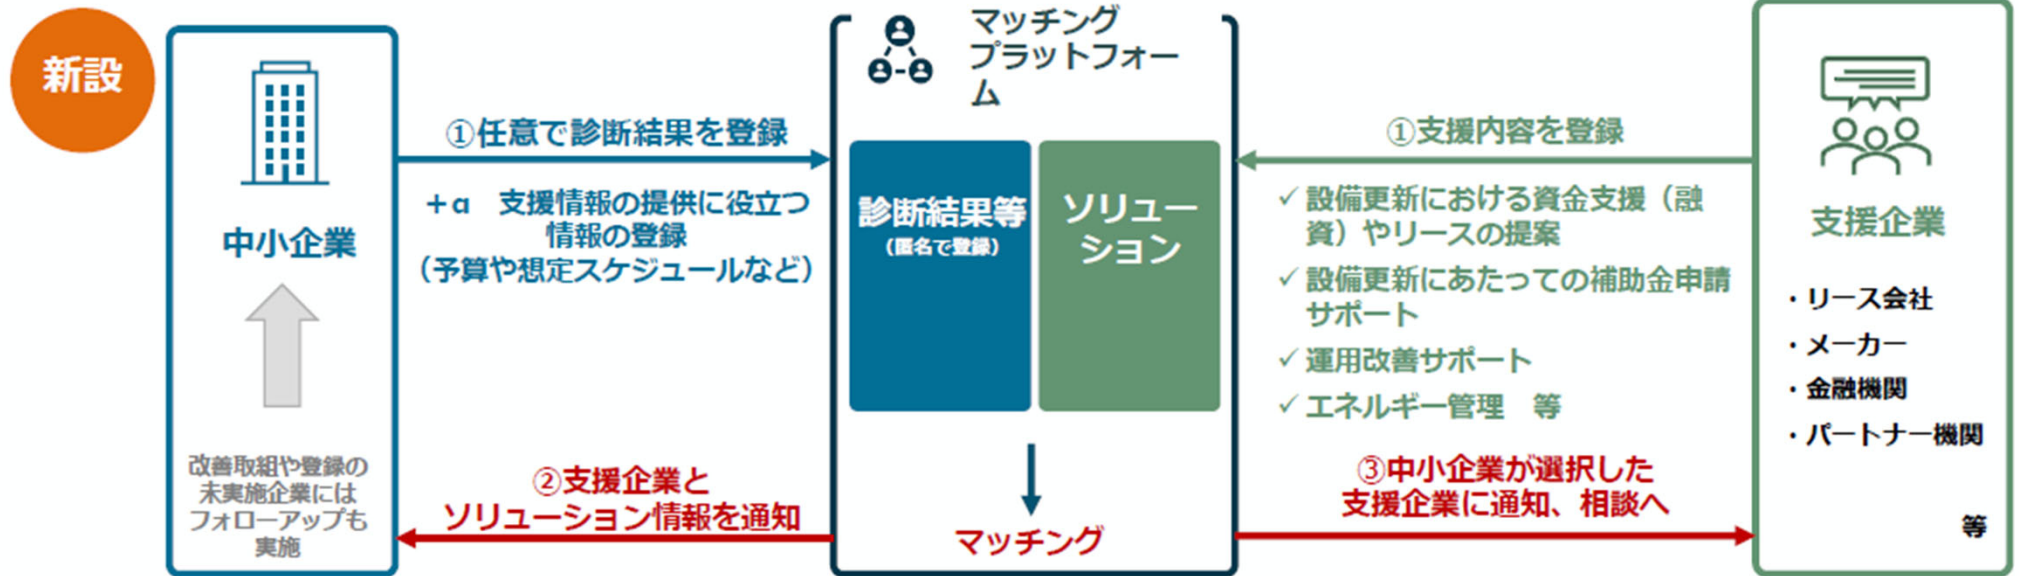 新設
中小企業
改善取組や登録の
未実施企業には
フォローアップも
実施
①任意で診断結果を登録
＋α　支援情報の提供に役立つ
情報の登録
（予算や想定スケジュールなど）
②支援企業と
ソリューション情報を通知
マッチング
プラットフォー
ム
診断結果等
（匿名で登録）
ソリュー
ション
マッチング
①支援内容を登録
✓設備更新における資金支援（融
資）やリースの提案
✓設備更新にあたっての補助金申請
サポート
✓運用改善サポート
✓エネルギー管理　等
③中小企業が選択した
支援企業に通知、相談へ
支援企業
・リース会社
・メーカー
・金融機関
・パートナー機関
等